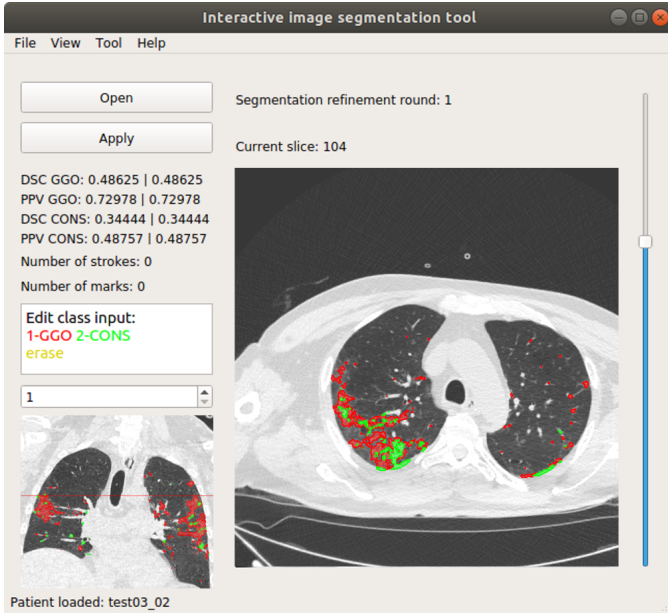 Interactive image segmentation tool
File View Tool Help
Open
Apply
DSC GGO: 0.48625 | 0.48625
PPV GGO: 0.72978 | 0.72978
DSC CONS: 0.34444 | 0.34444
PPV CONS: 0.48757 | 0.48757
Number of strokes: 0
Number of marks: 0
Edit class input:
1-GGO 2-CONS
erase
1
Segmentation refinement round: 1
Current slice: 104
Patient loaded: test03_02